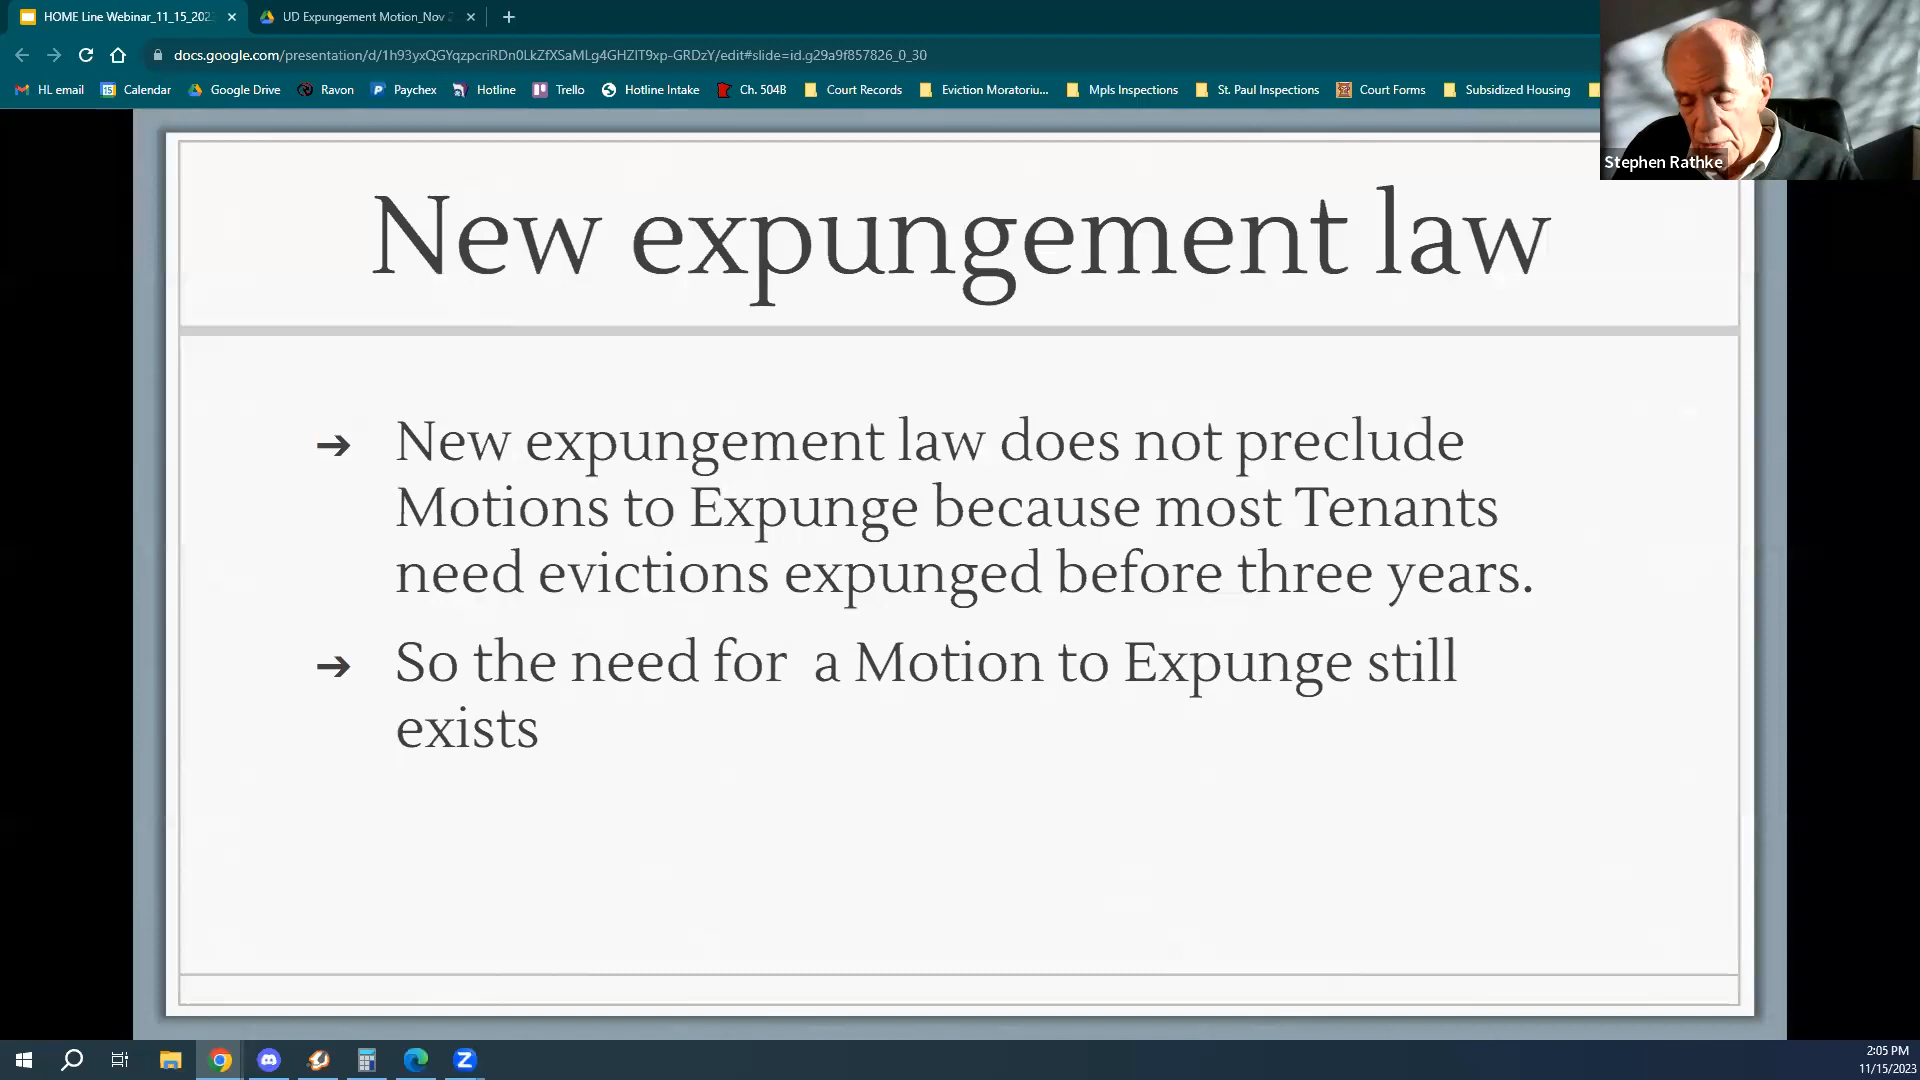 HOME Line Webinar_11_15_202
UD Expungement Motion_Nov 2
docs.google.com/presentation/d/1h93yxQGYqzpcriRDn0LkZfXSaMLg4GHZIT9xp-GRDzY/edit#slide=id.g29a9f857826_0_30
HL email Calendar Google Drive Ravon Paychex Hotline Trello Hotline Intake Ch. 504B Court Records Eviction Moratoriu... Mpls Inspections St. Paul Inspections Court Forms Subsidized Housing
Stephen Rathke
New expungement law
➔ New expungement law does not preclude
Motions to Expunge because most Tenants
need evictions expunged before three years.
➔ So the need for a Motion to Expunge still
exists
2:05 PM
11/15/2023